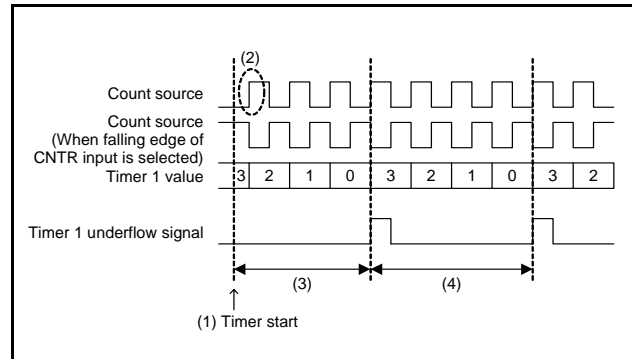 (2)
Count source
Count source
(When falling edge of
CNTR input is selected)
Timer 1 value 3 2 1 0 3 2 1 0 3 2
Timer 1 underflow signal
(3) (4)
(1) Timer start